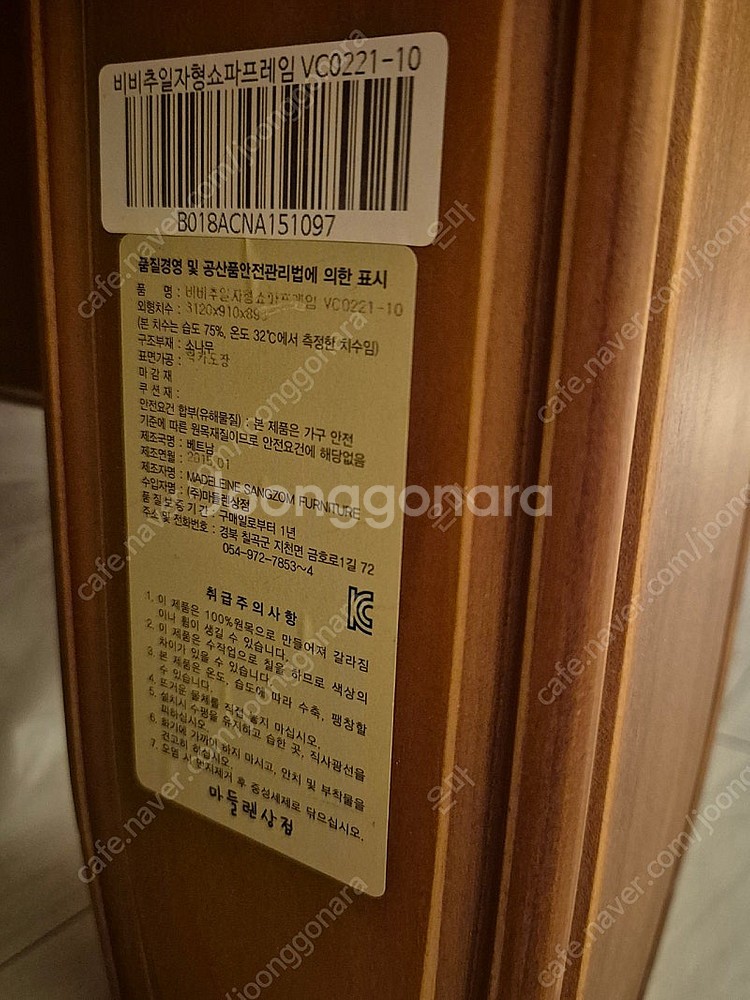 비비추일자형쇼파프레임 VC0221-10
B018ACNA151097
품질경영 및 공산품안전관리법에 의한 표시
품 명 : 비비추일자형쇼파프레임 VC0221-10
외형치수 : 3120x910x89
(본 치수는 습도 75%, 온도 32℃에서 측정한 치수임)
구조부재 : 소나무
표면가공 : 락카도장
마 감 재
쿠 션 재 :
안전요건 합부(유해물질) : 본 제품은 가구 안전
기준에 따른 원목재질이므로 안전요건에 해당없음
제조국명 : 베트남
제조연월 : 2015.01
제조자명 : MADELEINE SANGZOM FURNITURE
수입자명 : (주)마들렌상점
품 질 보 증 기 간 : 구매일로부터 1년
주소 및 전화번호 : 경북 칠곡군 지천면 금호로1길 72
054-972-7853~4
취급주의사항
1. 이 제품은 100%원목으로 만들어져 갈라짐
이나 휨이 생길 수 있습니다.
2. 이 제품은 수작업으로 칠을 하므로 색상의
차이가 있을 수 있습니다.
3. 본 제품은 온도, 습도에 따라 수축, 팽창할
수 있습니다.
4. 뜨거운 물체를 직접 놓지 마십시오.
5. 설치시 수평을 유지하고 습한 곳, 직사광선을
피하십시오.
6. 화기에 가까이 하지 마시고, 안치 및 부착물을
견고히 하십시오.
7. 오염 시 먼지제거 후 중성세제로 닦으십시오.
마들렌상점
joonggonara
cafe.naver.com/joonggonara